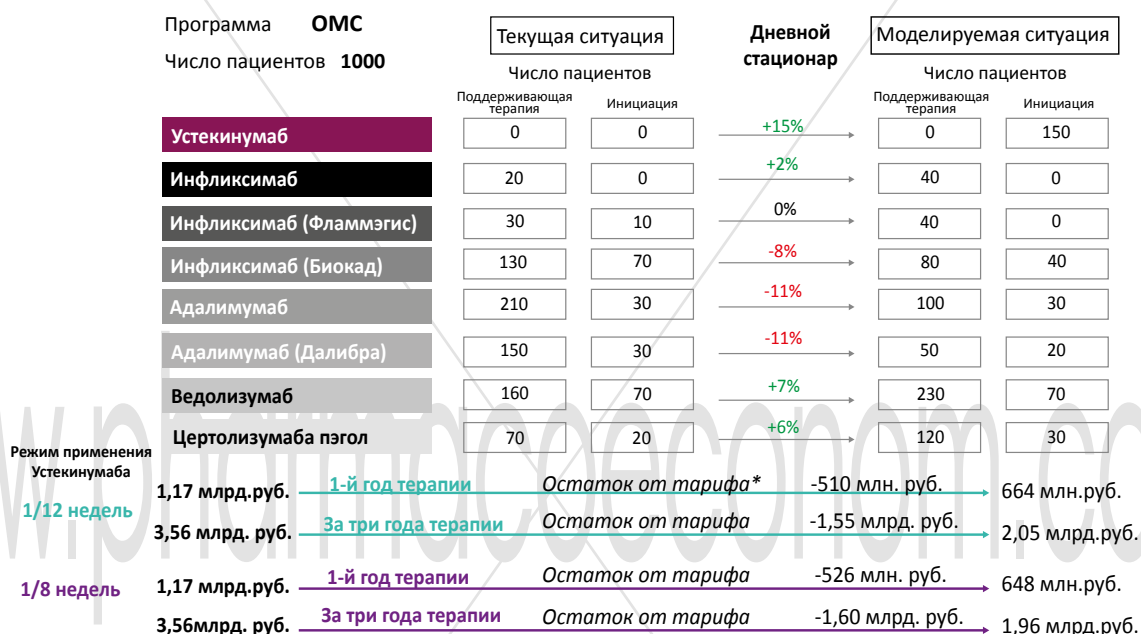 Программа ОМС
Число пациентов 1000
Текущая ситуация
Дневной
стационар
Моделируемая ситуация
Число пациентов
Число пациентов
Поддерживающая
терапия
Инициация
Поддерживающая
терапия
Инициация
Устекинумаб 0 0 +15% 0 150
Инфликсимаб 20 0 +2% 40 0
Инфликсимаб (Фламмэгис) 30 10 0% 40 0
Инфликсимаб (Биокад) 130 70 -8% 80 40
Адалимумаб 210 30 -11% 100 30
Адалимумаб (Далибра) 150 30 -11% 50 20
Ведолизумаб 160 70 +7% 230 70
Цертолизумаба пэгол 70 20 +6% 120 30
Режим применения
Устекинумаба
1/12 недель
1,17 млрд.руб. 1-й год терапии Остаток от тарифа* -510 млн. руб. 664 млн.руб.
3,56 млрд. руб. За три года терапии Остаток от тарифа -1,55 млрд. руб. 2,05 млрд.руб.
1/8 недель
1,17 млрд.руб. 1-й год терапии Остаток от тарифа -526 млн. руб. 648 млн.руб.
3,56млрд. руб. За три года терапии Остаток от тарифа -1,60 млрд. руб. 1,96 млрд.руб.